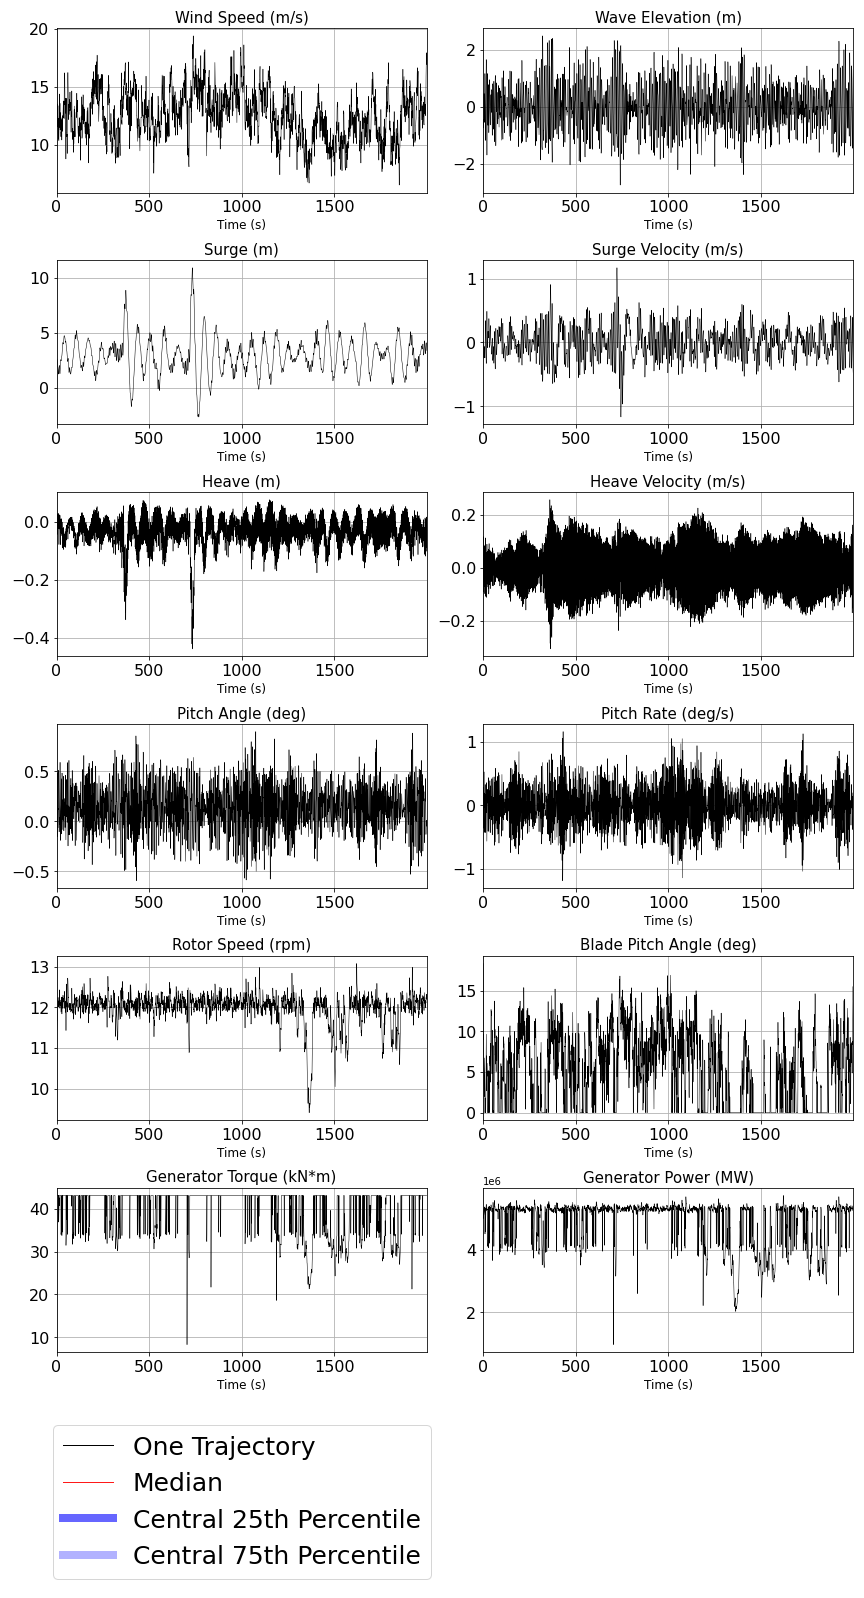 Wind Speed (m/s)
20
15
10
0 500 1000 1500
Time (s)
Wave Elevation (m)
2
0
−2
0 500 1000 1500
Time (s)
Surge (m)
10
5
0
0 500 1000 1500
Time (s)
Surge Velocity (m/s)
1
0
−1
0 500 1000 1500
Time (s)
Heave (m)
0.0
−0.2
−0.4
0 500 1000 1500
Time (s)
Heave Velocity (m/s)
0.2
0.0
−0.2
0 500 1000 1500
Time (s)
Pitch Angle (deg)
0.5
0.0
−0.5
0 500 1000 1500
Time (s)
Pitch Rate (deg/s)
1
0
−1
0 500 1000 1500
Time (s)
Rotor Speed (rpm)
13
12
11
10
0 500 1000 1500
Time (s)
Blade Pitch Angle (deg)
15
10
5
0
0 500 1000 1500
Time (s)
Generator Torque (kN*m)
40
30
20
10
0 500 1000 1500
Time (s)
Generator Power (MW)
1e6
4
2
0 500 1000 1500
Time (s)
One Trajectory
Median
Central 25th Percentile
Central 75th Percentile